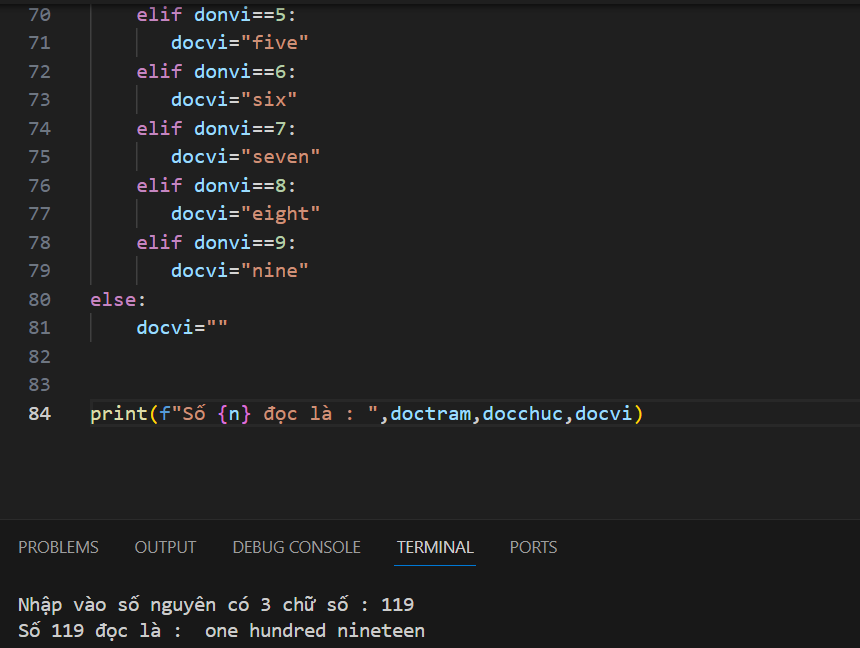 70 elif donvi==5:
71 docvi="five"
72 elif donvi==6:
73 docvi="six"
74 elif donvi==7:
75 docvi="seven"
76 elif donvi==8:
77 docvi="eight"
78 elif donvi==9:
79 docvi="nine"
80 else:
81 docvi=""
82
83
84 print(f"Số {n} đọc là : ",doctram,docchuc,docvi)
PROBLEMS OUTPUT DEBUG CONSOLE TERMINAL PORTS
Nhập vào số nguyên có 3 chữ số : 119
Số 119 đọc là :  one hundred nineteen